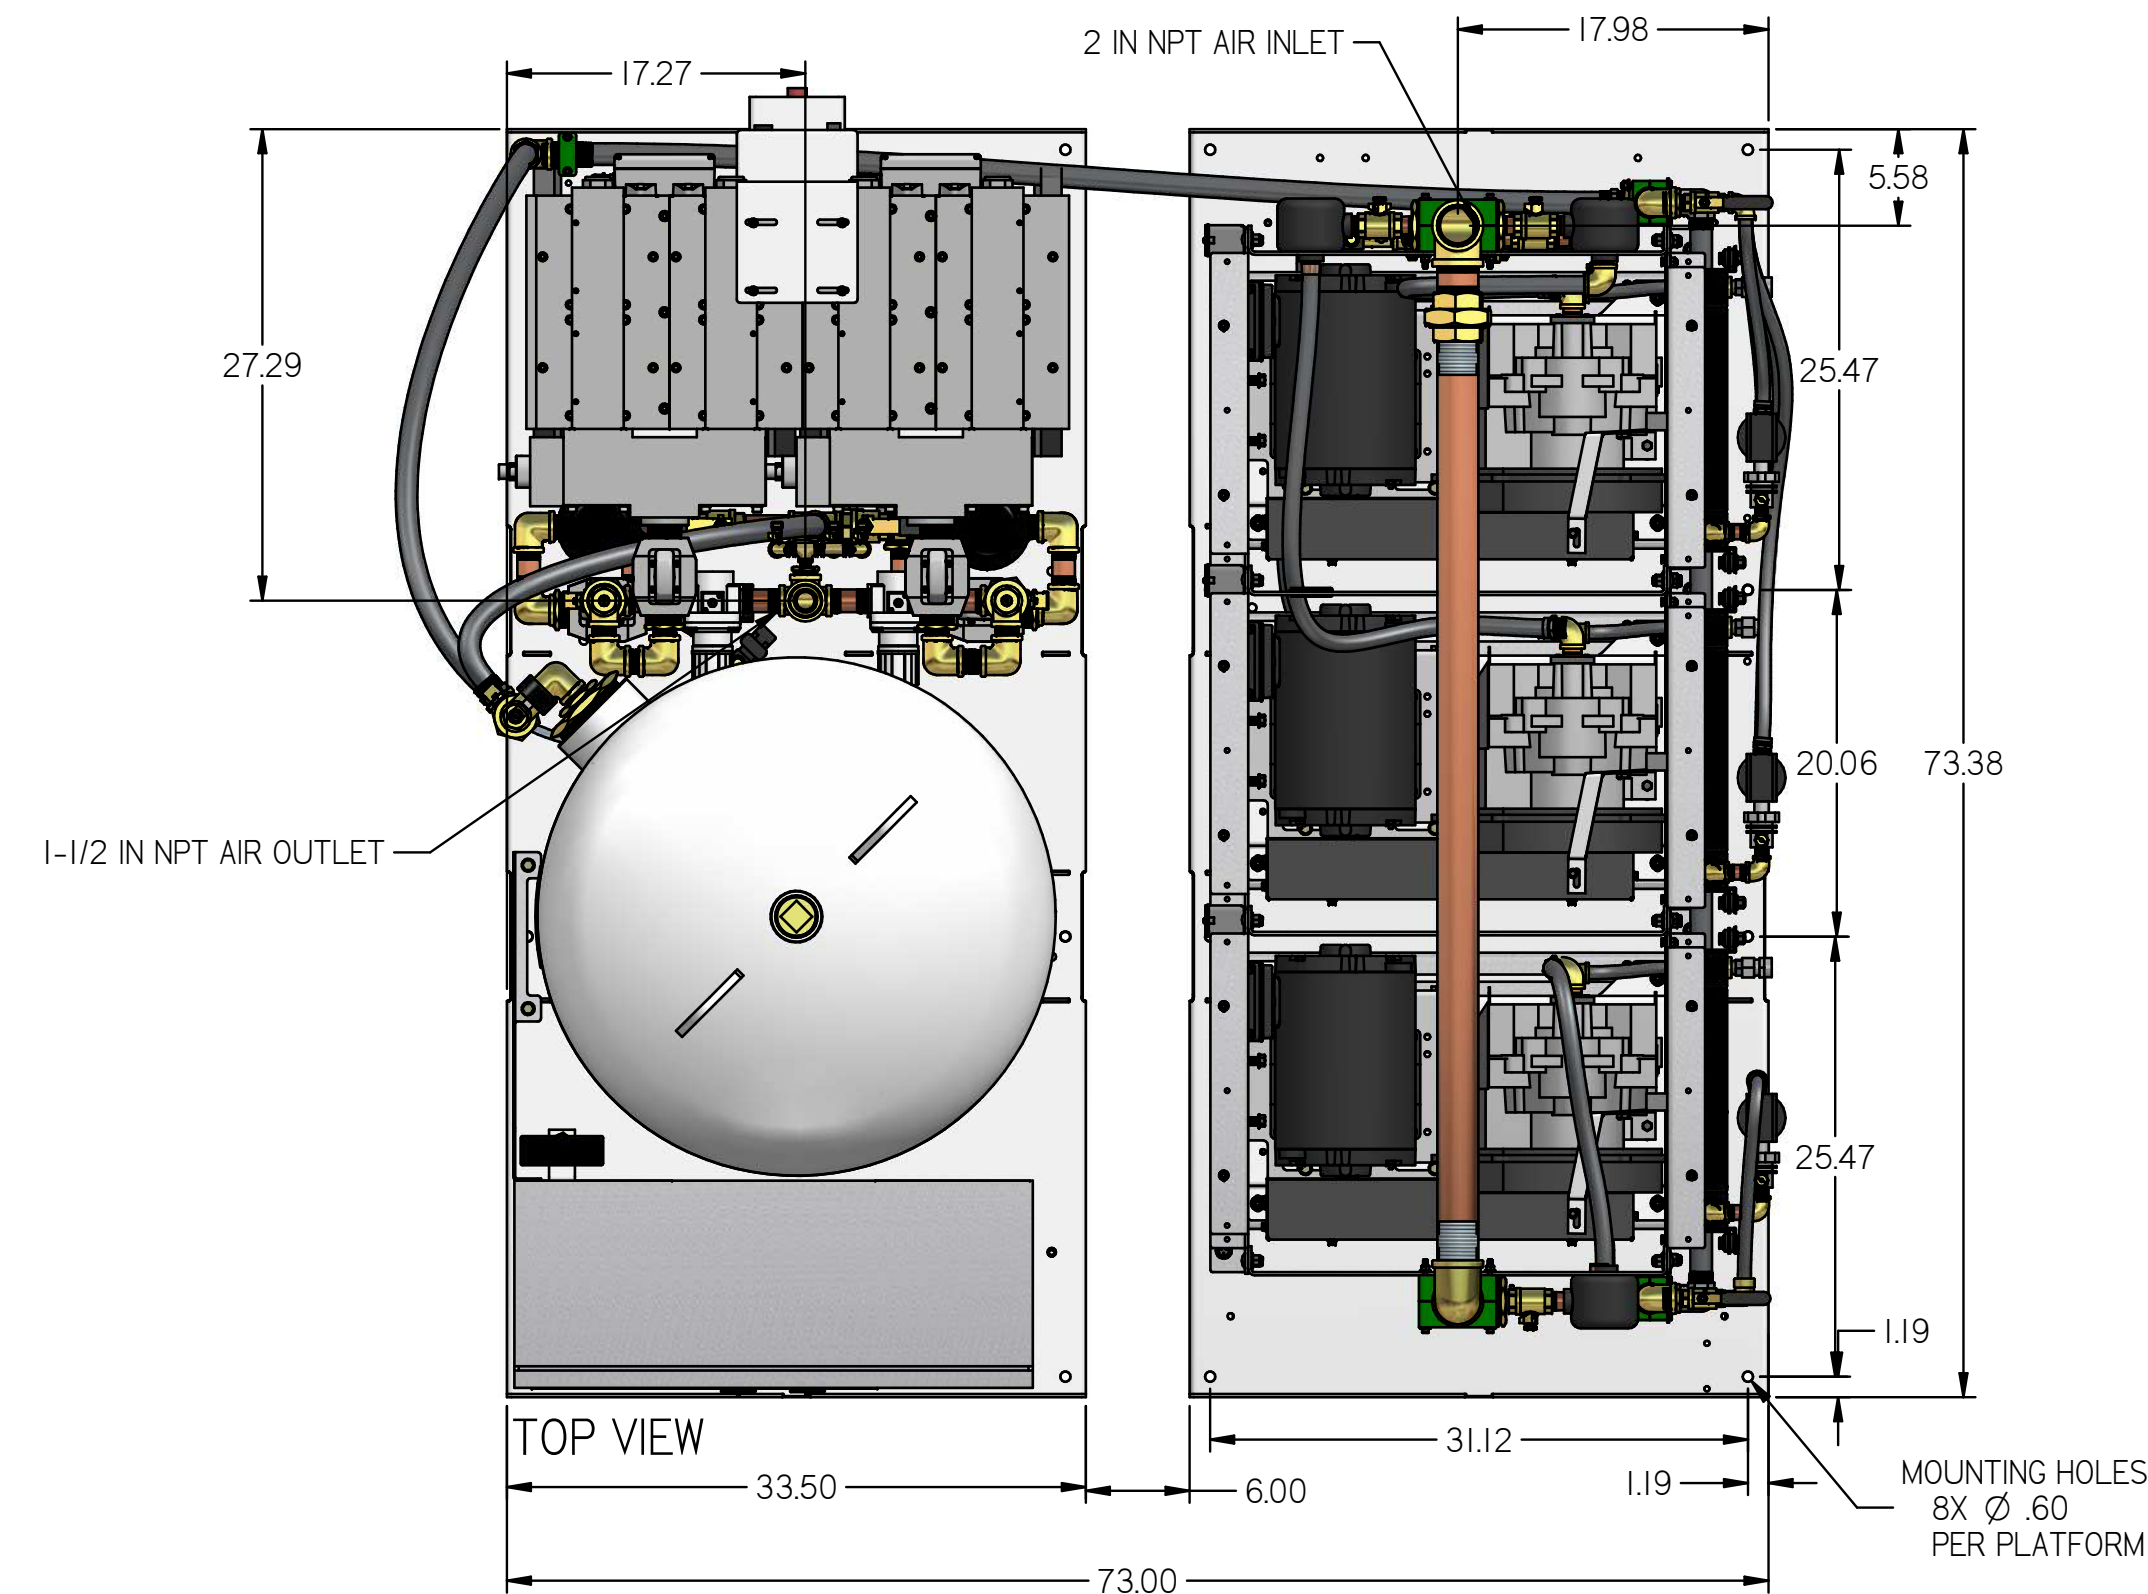 17.98
2 IN NPT AIR INLET
17.27
5.58
27.29
25.47
20.06
73.38
1-1/2 IN NPT AIR OUTLET
25.47
1.19
TOP VIEW
31.12
33.50
6.00
1.19
MOUNTING HOLES
8X Ø .60
PER PLATFORM
73.00